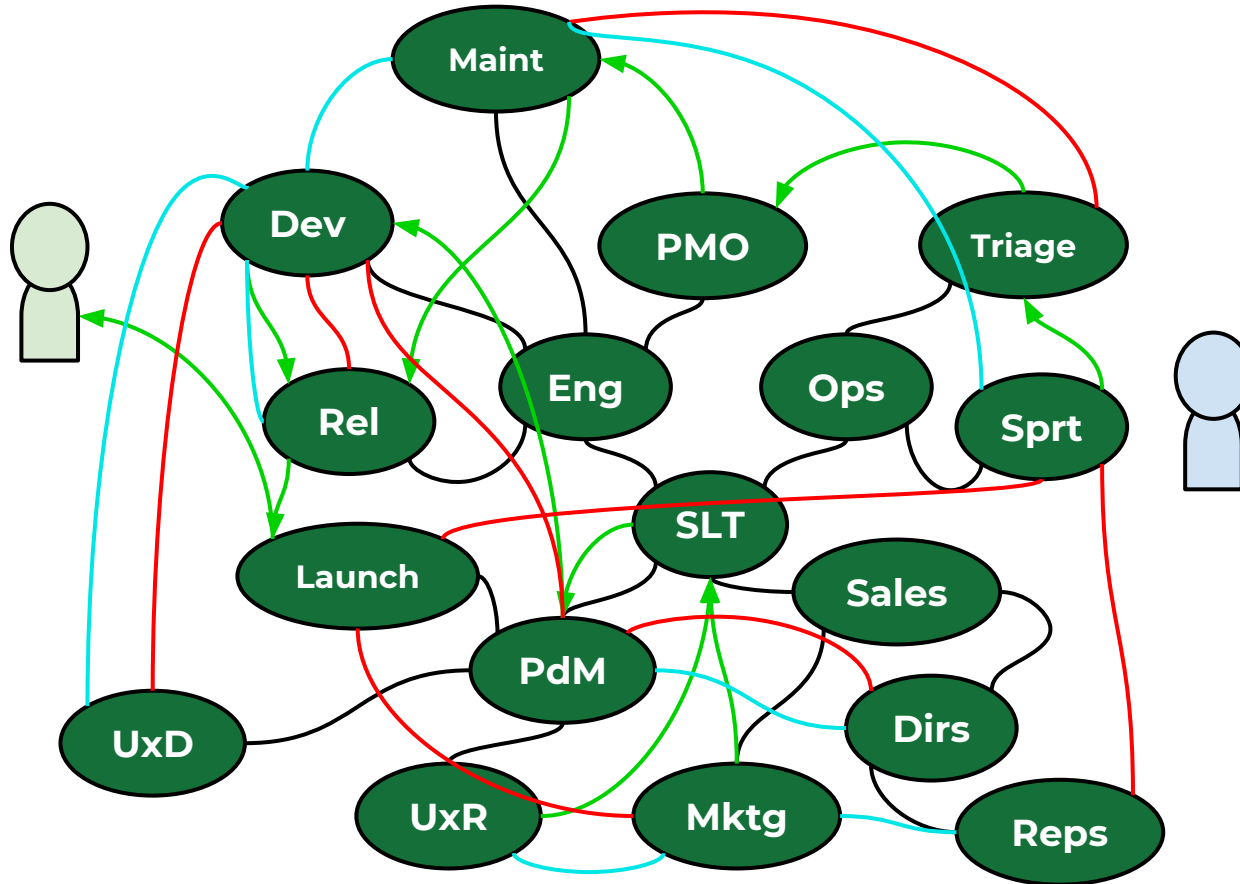 Maint
Dev
PMO
Triage
Eng
Ops
Rel
Sprt
SLT
Launch
Sales
PdM
Dirs
UxD
UxR
Mktg
Reps